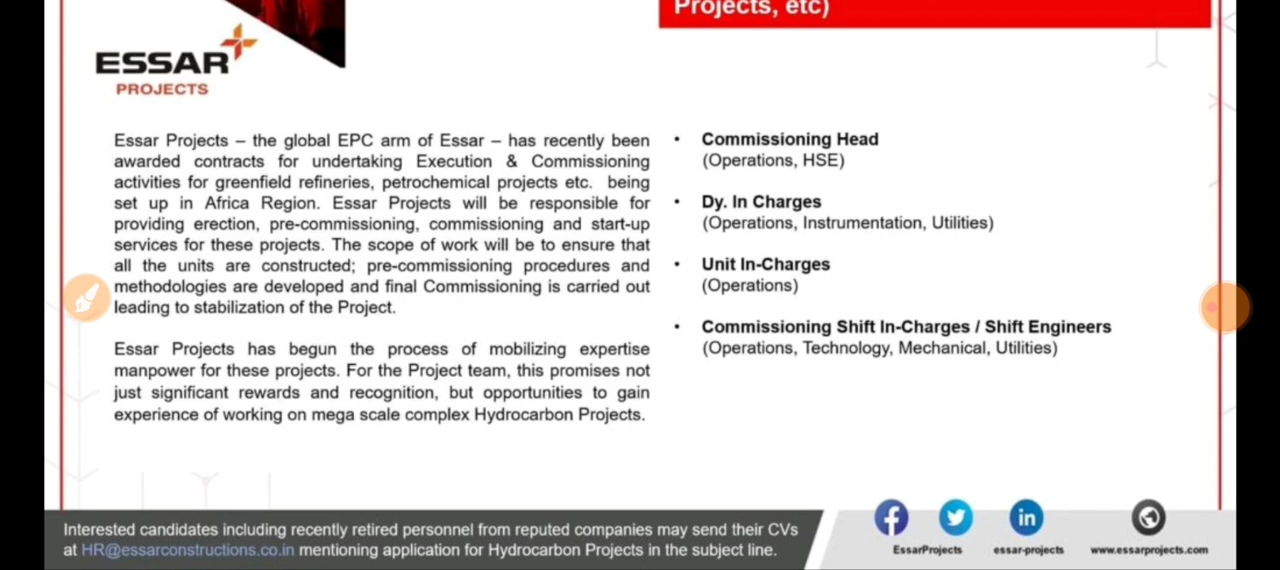 Projects, etc)
ESSAR
PROJECTS
Essar Projects – the global EPC arm of Essar – has recently been
awarded contracts for undertaking Execution & Commissioning
activities for greenfield refineries, petrochemical projects etc. being
set up in Africa Region. Essar Projects will be responsible for
providing erection, pre-commissioning, commissioning and start-up
services for these projects. The scope of work will be to ensure that
all the units are constructed; pre-commissioning procedures and
methodologies are developed and final Commissioning is carried out
leading to stabilization of the Project.
Essar Projects has begun the process of mobilizing expertise
manpower for these projects. For the Project team, this promises not
just significant rewards and recognition, but opportunities to gain
experience of working on mega scale complex Hydrocarbon Projects.
• Commissioning Head
(Operations, HSE)
• Dy. In Charges
(Operations, Instrumentation, Utilities)
• Unit In-Charges
(Operations)
• Commissioning Shift In-Charges / Shift Engineers
(Operations, Technology, Mechanical, Utilities)
Interested candidates including recently retired personnel from reputed companies may send their CVs
at HR@essarconstructions.co.in mentioning application for Hydrocarbon Projects in the subject line.
EssarProjects
essar-projects
www.essarprojects.com